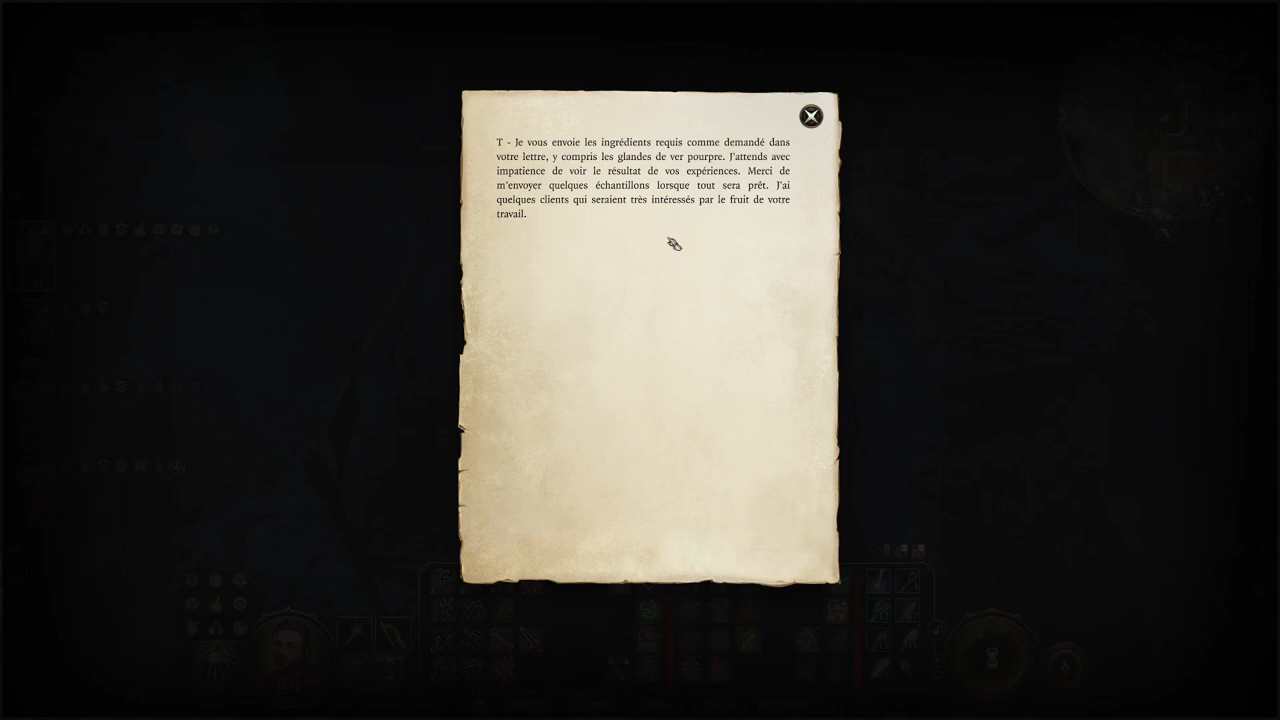 T - Je vous envoie les ingrédients requis comme demandé dans
votre lettre, y compris les glandes de ver pourpre. J'attends avec
impatience de voir le résultat de vos expériences. Merci de
m'envoyer quelques échantillons lorsque tout sera prêt. J'ai
quelques clients qui seraient très intéressés par le fruit de votre
travail.